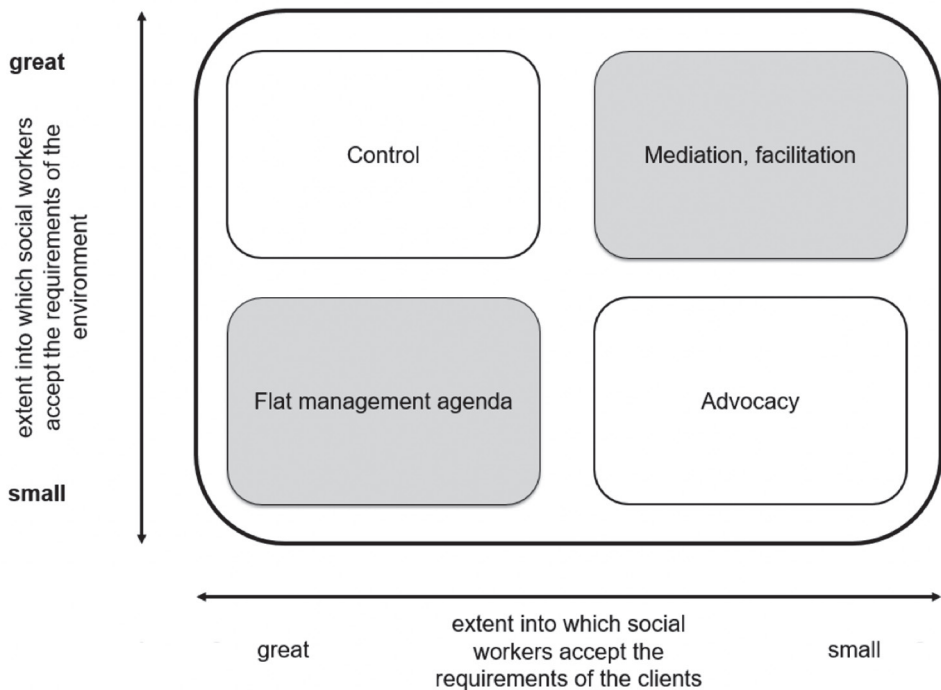 great
extent into which social workers
accept the requirements of the
environment
small
Control
Mediation, facilitation
Flat management agenda
Advocacy
great
extent into which social
workers accept the
requirements of the clients
small